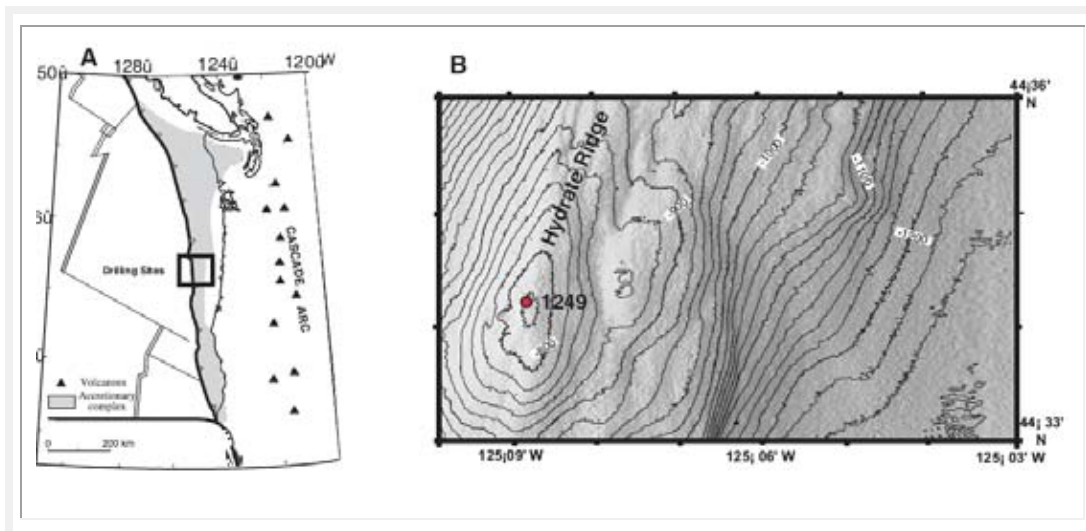 A
50û 128û 124û 120û W
Drilling Sites
CASCADE
ARC
Volcanoes
Accretionary
complex
0 200 km
B
44¡36'
N
Hydrate Ridge
1249
44¡ 33'
N
125¡09' W 125¡ 06' W 125¡ 03' W